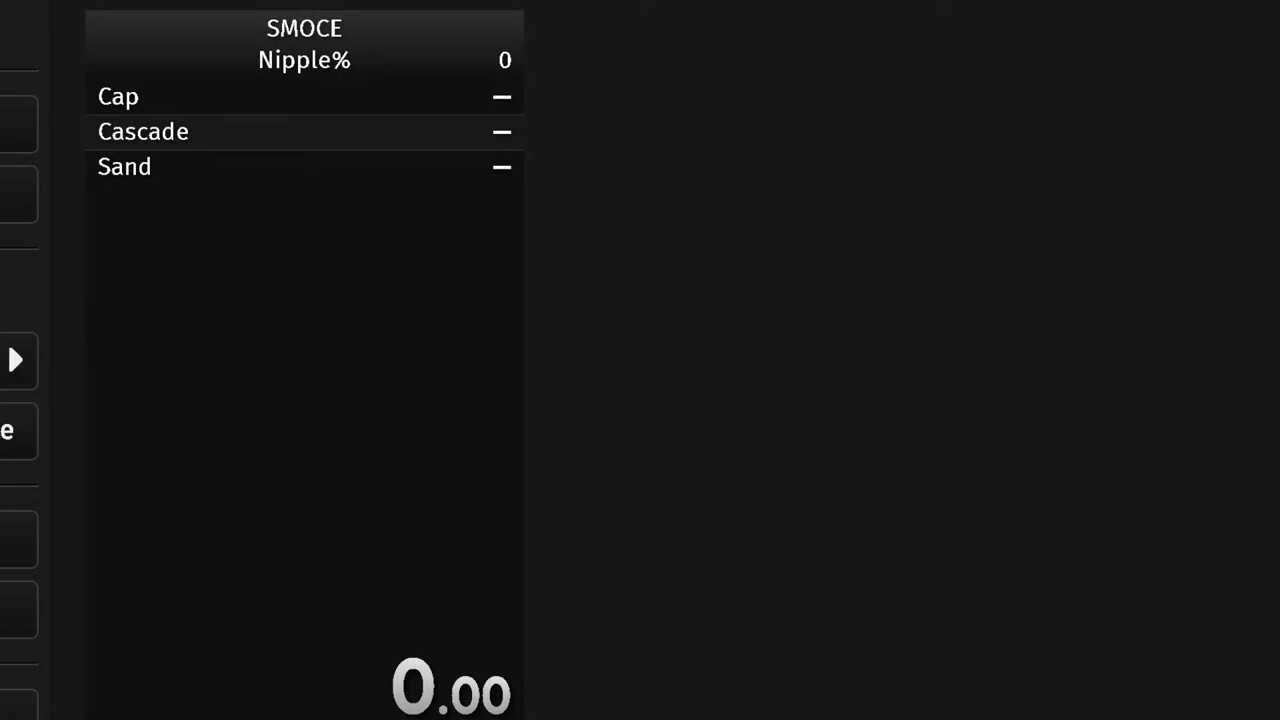 SMOCE
Nipple% 0
Cap —
Cascade —
Sand —
e
0.00